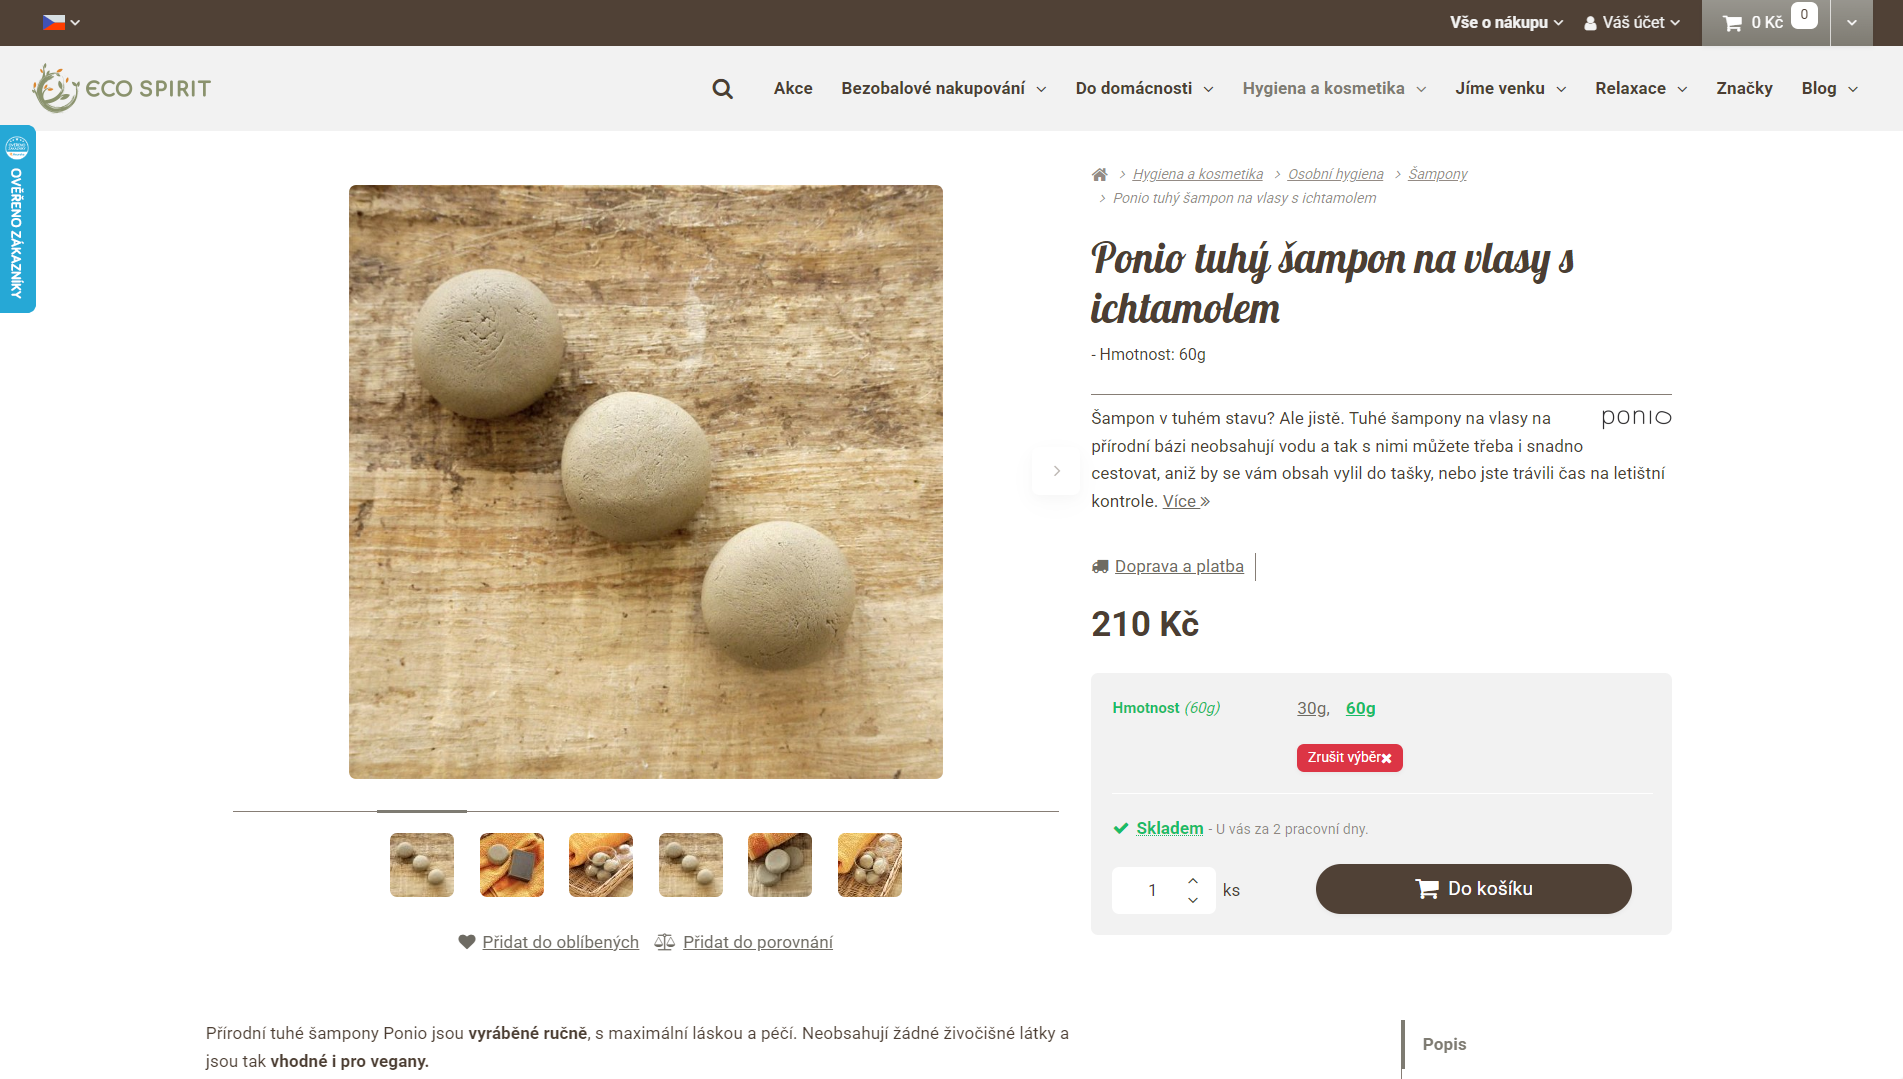 Vše o nákupu
Váš účet
0 Kč
0
ECO SPIRIT
Akce
Bezobalové nakupování
Do domácnosti
Hygiena a kosmetika
Jíme venku
Relaxace
Značky
Blog
OVĚŘENO ZÁKAZNÍKY
Hygiena a kosmetika
Osobní hygiena
Šampony
Ponio tuhý šampon na vlasy s ichtamolem
Ponio tuhý šampon na vlasy s
ichtamolem
- Hmotnost: 60g
ponio
Šampon v tuhém stavu? Ale jistě. Tuhé šampony na vlasy na
přírodní bázi neobsahují vodu a tak s nimi můžete třeba i snadno
cestovat, aniž by se vám obsah vylil do tašky, nebo jste trávili čas na letištní
kontrole. Více
Doprava a platba
210 Kč
Hmotnost (60g)
30g,
60g
Zrušit výběr
Skladem - U vás za 2 pracovní dny.
1
ks
Do košíku
Přidat do oblíbených
Přidat do porovnání
Přírodní tuhé šampony Ponio jsou vyráběné ručně, s maximální láskou a péčí. Neobsahují žádné živočišné látky a
jsou tak vhodné i pro vegany.
Popis